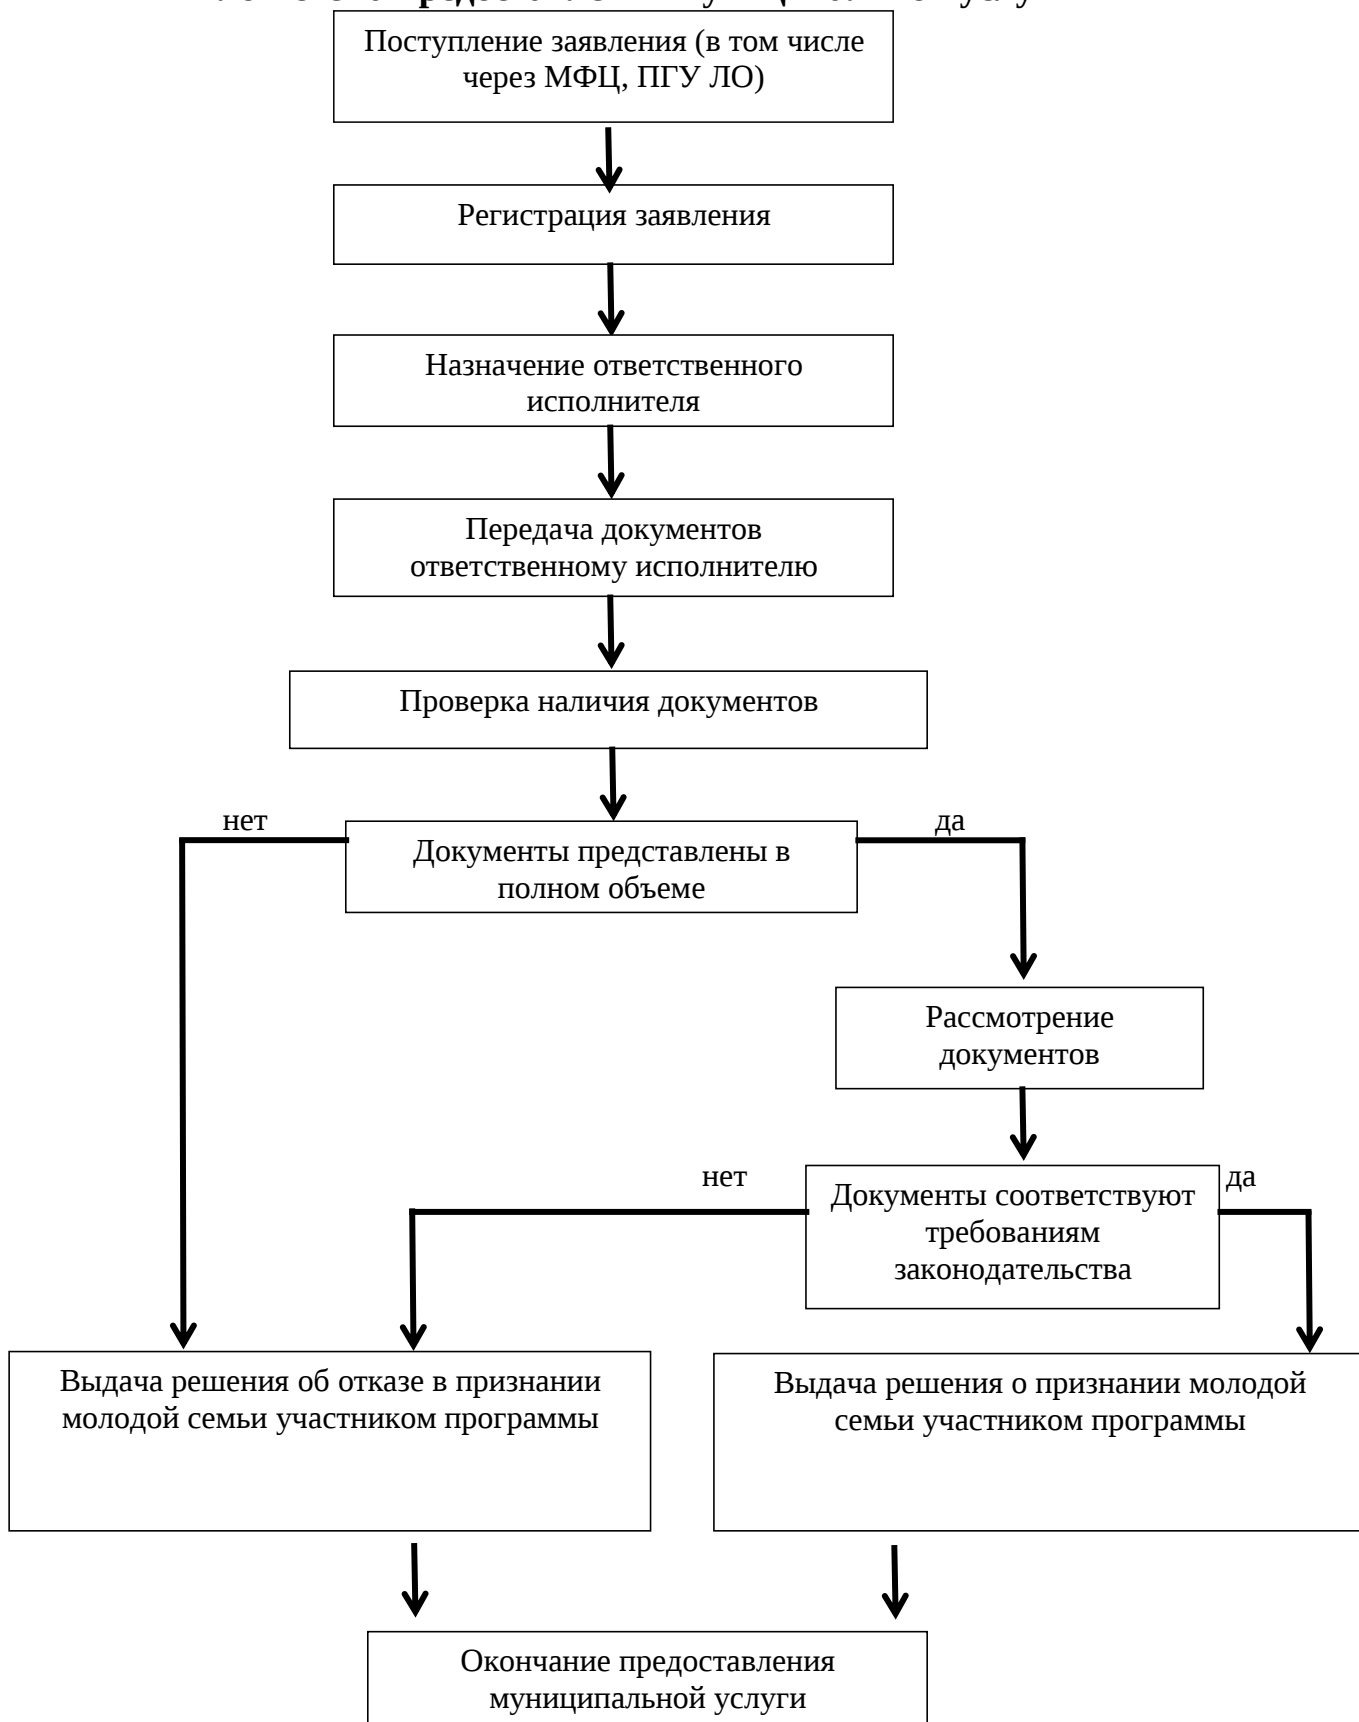 Поступление заявления (в том числе
через МФЦ, ПГУ ЛО)
Регистрация заявления
Назначение ответственного
исполнителя
Передача документов
ответственному исполнителю
Проверка наличия документов
нет
да
Документы представлены в
полном объеме
Рассмотрение
документов
нет
да
Документы соответствуют
требованиям
законодательства
Выдача решения об отказе в признании
молодой семьи участником программы
Выдача решения о признании молодой
семьи участником программы
Окончание предоставления
муниципальной услуги